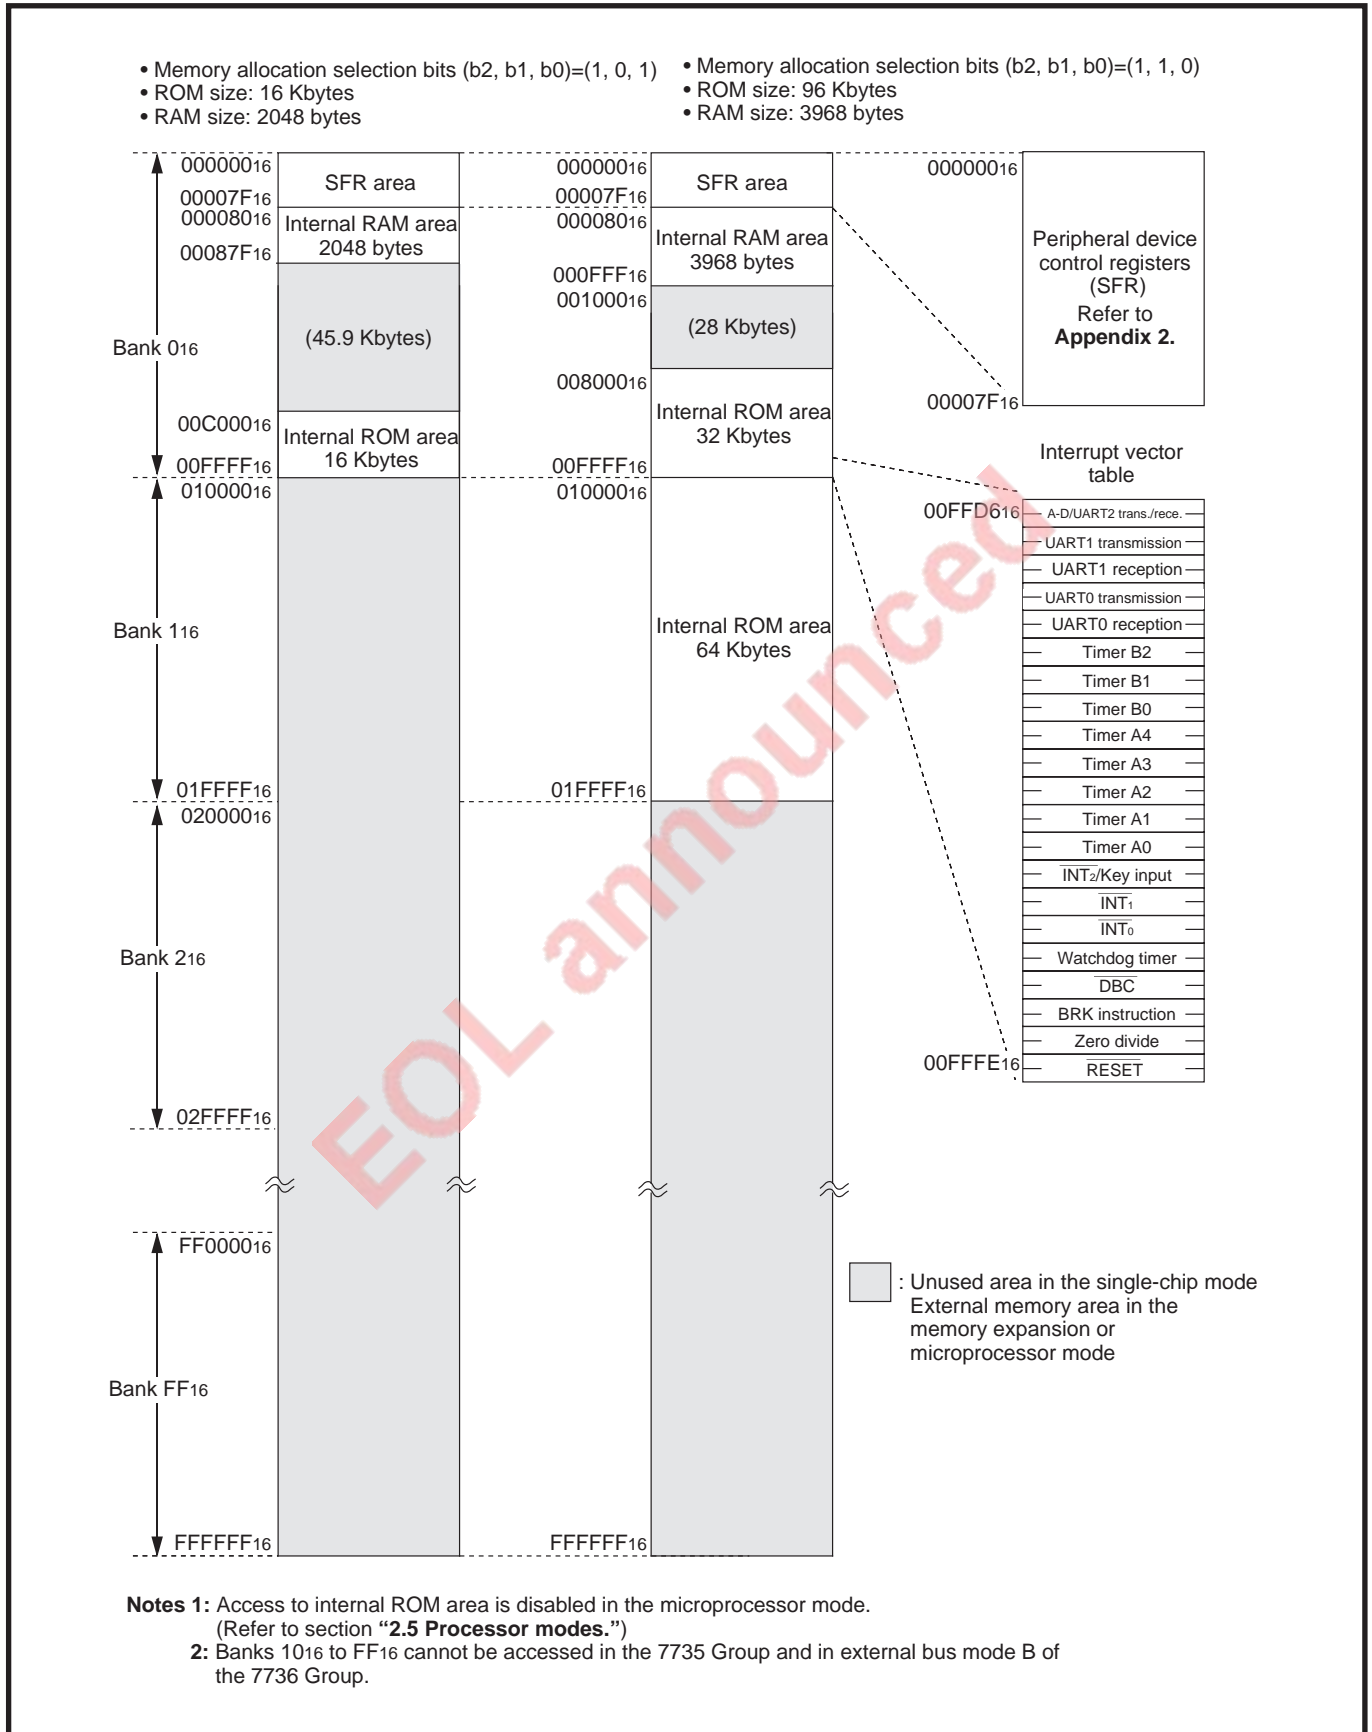 • Memory allocation selection bits (b2, b1, b0)=(1, 0, 1)
• ROM size: 16 Kbytes
• RAM size: 2048 bytes
• Memory allocation selection bits (b2, b1, b0)=(1, 1, 0)
• ROM size: 96 Kbytes
• RAM size: 3968 bytes
00000016
00007F16
00008016
00087F16
00C00016
00FFFF16
01000016
01FFFF16
02000016
02FFFF16
FF000016
FFFFFF16
Bank 016
Bank 116
Bank 216
Bank FF16
SFR area
Internal RAM area
2048 bytes
(45.9 Kbytes)
Internal ROM area
16 Kbytes
00000016
00007F16
00008016
000FFF16
00100016
00800016
00FFFF16
01000016
01FFFF16
FFFFFF16
SFR area
Internal RAM area
3968 bytes
(28 Kbytes)
Internal ROM area
32 Kbytes
Internal ROM area
64 Kbytes
00000016
Peripheral device
control registers
(SFR)
Refer to
Appendix 2.
00007F16
Interrupt vector
table
00FFD616
A-D/UART2 trans./rece.
UART1 transmission
UART1 reception
UART0 transmission
UART0 reception
Timer B2
Timer B1
Timer B0
Timer A4
Timer A3
Timer A2
Timer A1
Timer A0
INT2/Key input
INT1
INT0
Watchdog timer
DBC
BRK instruction
Zero divide
00FFFE16
RESET
EOL announced
: Unused area in the single-chip mode
External memory area in the
memory expansion or
microprocessor mode
Notes 1: Access to internal ROM area is disabled in the microprocessor mode.
(Refer to section “2.5 Processor modes.”)
2: Banks 1016 to FF16 cannot be accessed in the 7735 Group and in external bus mode B of
the 7736 Group.